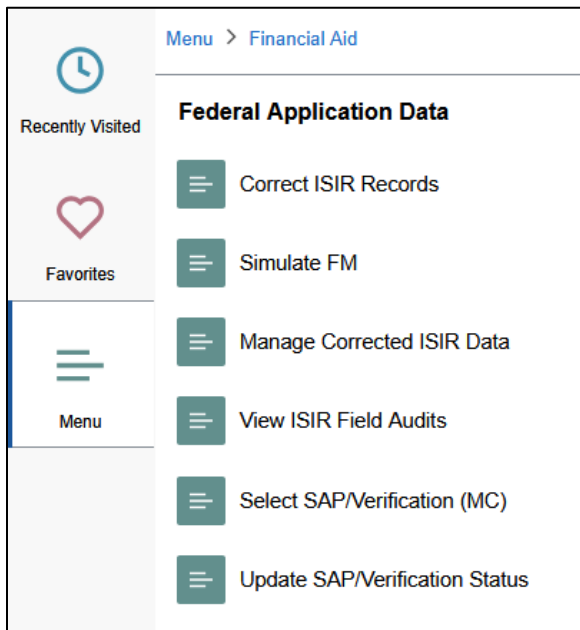 Menu > Financial Aid
Recently Visited
Favorites
Menu
Federal Application Data
Correct ISIR Records
Simulate FM
Manage Corrected ISIR Data
View ISIR Field Audits
Select SAP/Verification (MC)
Update SAP/Verification Status